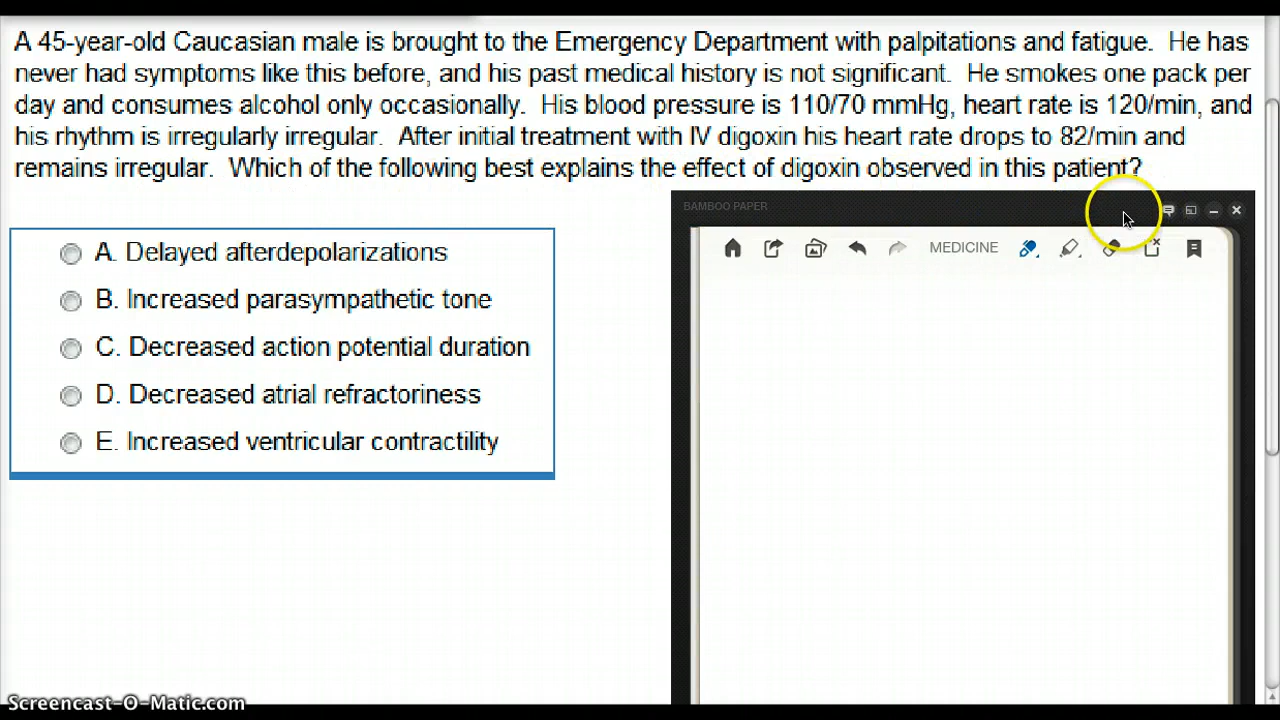 A 45-year-old Caucasian male is brought to the Emergency Department with palpitations and fatigue. He has
never had symptoms like this before, and his past medical history is not significant. He smokes one pack per
day and consumes alcohol only occasionally. His blood pressure is 110/70 mmHg, heart rate is 120/min, and
his rhythm is irregularly irregular. After initial treatment with IV digoxin his heart rate drops to 82/min and
remains irregular. Which of the following best explains the effect of digoxin observed in this patient?
BAMBOO PAPER
MEDICINE
A. Delayed afterdepolarizations
B. Increased parasympathetic tone
C. Decreased action potential duration
D. Decreased atrial refractoriness
E. Increased ventricular contractility
Screencast-O-Matic.com